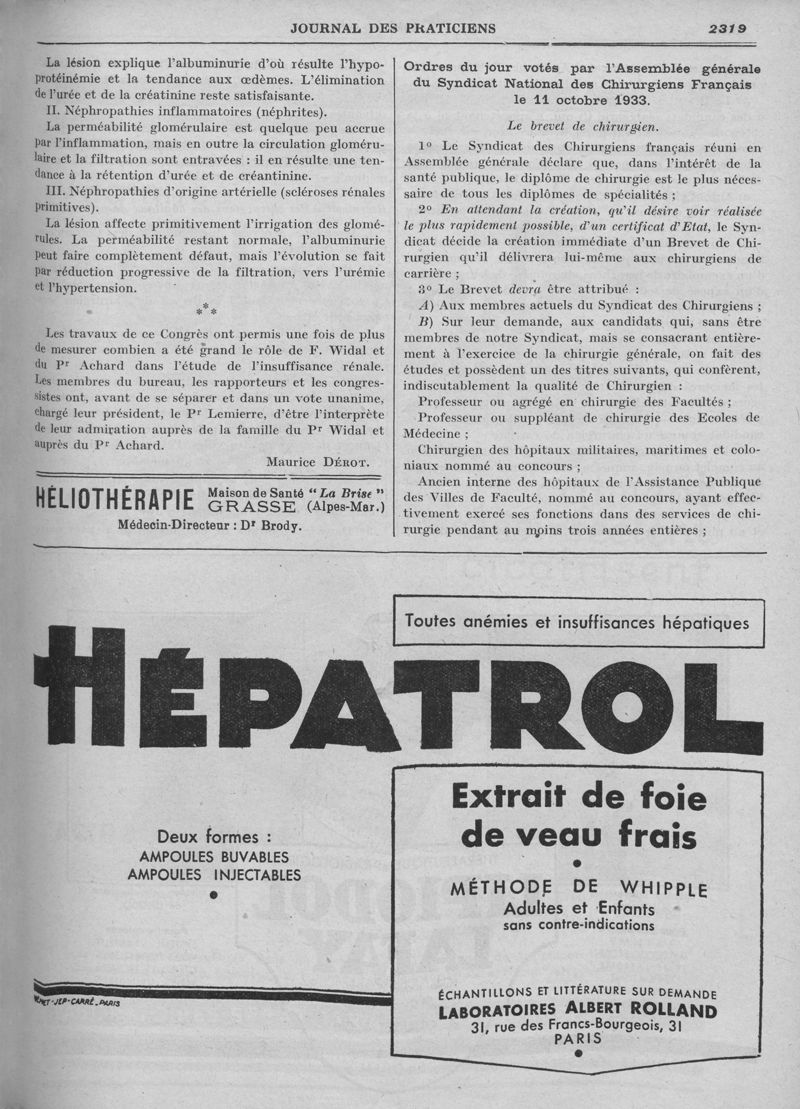 JOURNAL DES PRATICIENS
2319
La lésion explique l'albuminurie d'où résulte l'hypo-
protéinémie et la tendance aux œdèmes. L'élimination
de l'urée et de la créatinine reste satisfaisante.
II. Néphropathies inflammatoires (néphrites).
La perméabilité glomérulaire est quelque peu accrue
par l'inflammation, mais en outre la circulation gloméru-
laire et la filtration sont entravées : il en résulte une ten-
dance à la rétention d'urée et de créantinine.
III. Néphropathies d'origine artérielle (scléroses rénales
primitives).
La lésion affecte primitivement l'irrigation des glomé-
rules. La perméabilité restant normale, l'albuminurie
peut faire complètement défaut, mais l'évolution se fait
par réduction progressive de la filtration, vers l'urémie
et l'hypertension.
*
* *
Les travaux de ce Congrès ont permis une fois de plus
de mesurer combien a été grand le rôle de F. Widal et
du Pr Achard dans l'étude de l'insuffisance rénale.
Les membres du bureau, les rapporteurs et les congres-
sistes ont, avant de se séparer et dans un vote unanime,
chargé leur président, le Pr Lemierre, d'être l'interprète
de leur admiration auprès de la famille du Pr Widal et
auprès du Pr Achard.
Maurice DÉROT.
HÉLIOTHÉRAPIE
Maison de Santé "La Brise"
GRASSE (Alpes-Mar.)
Médecin-Directeur : Dr Brody.
Ordres du jour votés par l'Assemblée générale
du Syndicat National des Chirurgiens Français
le 11 octobre 1933.
Le brevet de chirurgien.
1° Le Syndicat des Chirurgiens français réuni en
Assemblée générale déclare que, dans l'intérêt de la
santé publique, le diplôme de chirurgie est le plus néces-
saire de tous les diplômes de spécialités ;
2° En attendant la création, qu'il désire voir réalisée
le plus rapidement possible, d'un certificat d'Etat, le Syn-
dicat décide la création immédiate d'un Brevet de Chi-
rurgien qu'il délivrera lui-même aux chirurgiens de
carrière ;
3° Le Brevet devra être attribué :
A) Aux membres actuels du Syndicat des Chirurgiens ;
B) Sur leur demande, aux candidats qui, sans être
membres de notre Syndicat, mais se consacrant entière-
ment à l'exercice de la chirurgie générale, on fait des
études et possèdent un des titres suivants, qui confèrent,
indiscutablement la qualité de Chirurgien :
Professeur ou agrégé en chirurgie des Facultés ;
Professeur ou suppléant de chirurgie des Ecoles de
Médecine ;
Chirurgien des hôpitaux militaires, maritimes et colo-
niaux nommé au concours ;
Ancien interne des hôpitaux de l'Assistance Publique
des Villes de Faculté, nommé au concours, ayant effec-
tivement exercé ses fonctions dans des services de chi-
rurgie pendant au moins trois années entières ;
Toutes anémies et insuffisances hépatiques
HÉPATROL
Deux formes :
AMPOULES BUVABLES
AMPOULES INJECTABLES
Extrait de foie
de veau frais
MÉTHODE DE WHIPPLE
Adultes et Enfants
sans contre-indications
ÉCHANTILLONS ET LITTÉRATURE SUR DEMANDE
LABORATOIRES ALBERT ROLLAND
31, rue des Francs-Bourgeois, 31
PARIS
JEP-CARRÉ-PARIS